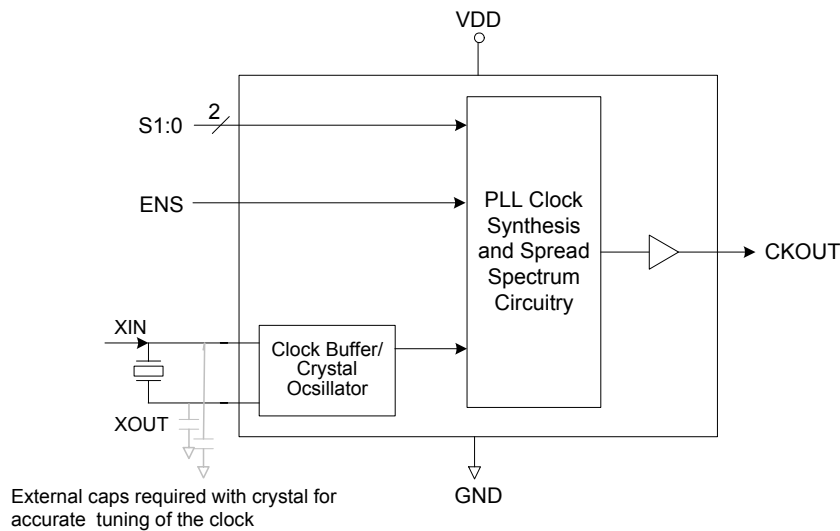 VDD
S1:0
2
ENS
PLL Clock
Synthesis
and Spread
Spectrum
Circuitry
CKOUT
XIN
Clock Buffer/
Crystal
Ocsillator
XOUT
GND
External caps required with crystal for
accurate tuning of the clock